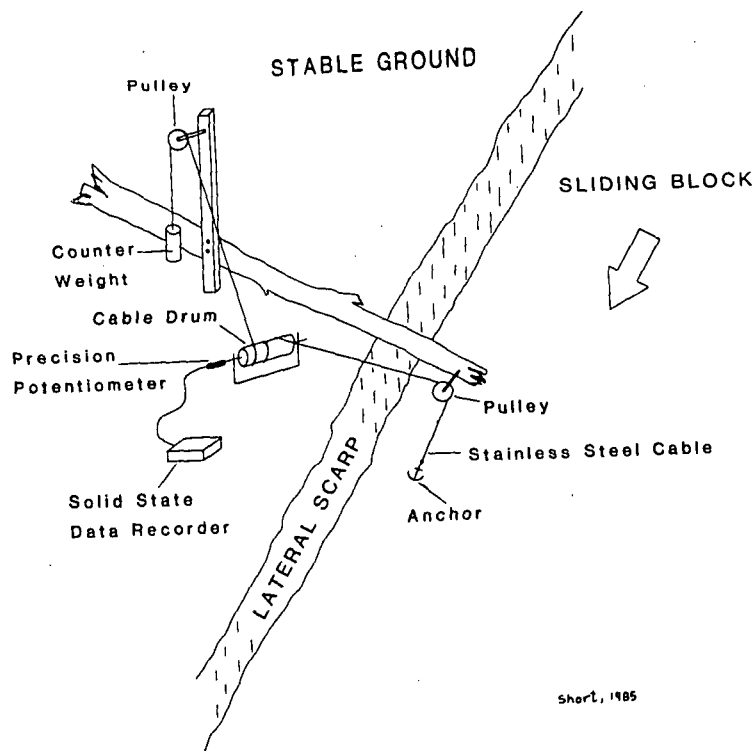 STABLE GROUND
Pulley
SLIDING BLOCK
Counter
Weight
Cable Drum
Precision
Potentiometer
Pulley
Stainless Steel Cable
Anchor
Solid State
Data Recorder
LATERAL SCARP
Short, 1985